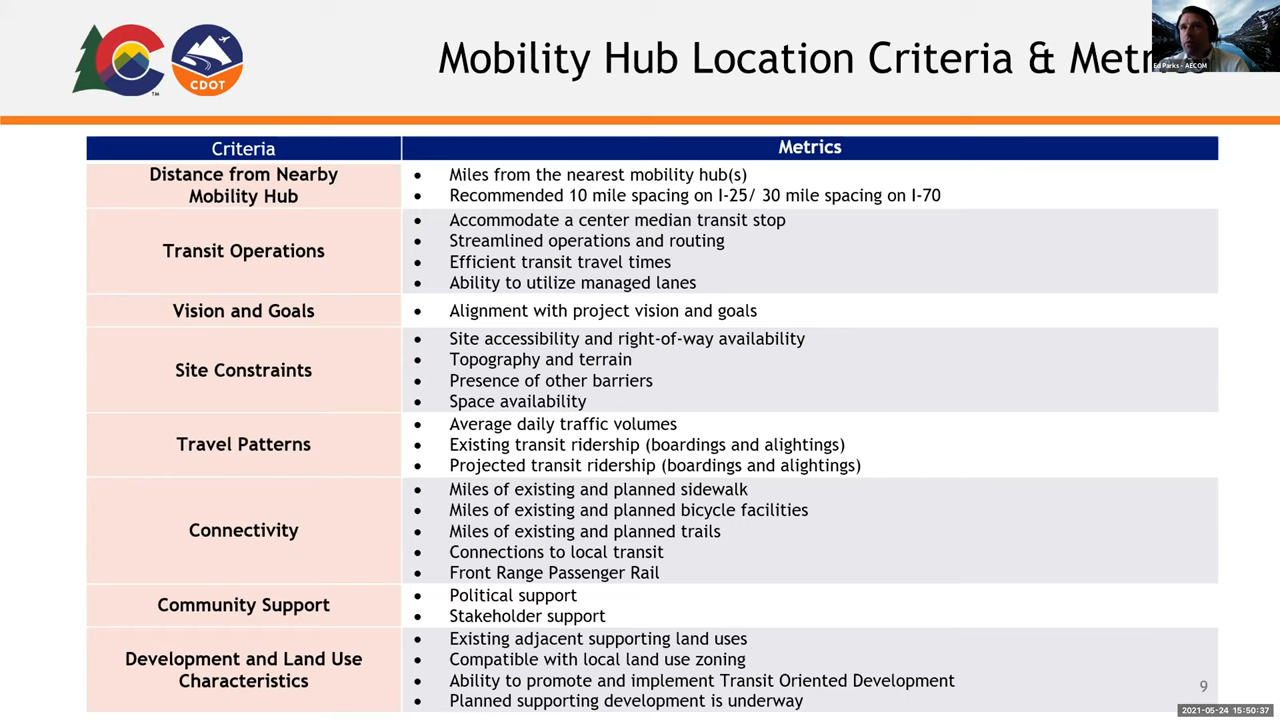 CDOT
TM
Mobility Hub Location Criteria & Met
Ed Parks - AECOM
Criteria
Metrics
Distance from Nearby
Mobility Hub
• Miles from the nearest mobility hub(s)
• Recommended 10 mile spacing on I-25/ 30 mile spacing on I-70
Transit Operations
• Accommodate a center median transit stop
• Streamlined operations and routing
• Efficient transit travel times
• Ability to utilize managed lanes
Vision and Goals
• Alignment with project vision and goals
Site Constraints
• Site accessibility and right-of-way availability
• Topography and terrain
• Presence of other barriers
• Space availability
Travel Patterns
• Average daily traffic volumes
• Existing transit ridership (boardings and alightings)
• Projected transit ridership (boardings and alightings)
Connectivity
• Miles of existing and planned sidewalk
• Miles of existing and planned bicycle facilities
• Miles of existing and planned trails
• Connections to local transit
• Front Range Passenger Rail
Community Support
• Political support
• Stakeholder support
Development and Land Use
Characteristics
• Existing adjacent supporting land uses
• Compatible with local land use zoning
• Ability to promote and implement Transit Oriented Development
• Planned supporting development is underway
9
2021-05-24 15:50:37